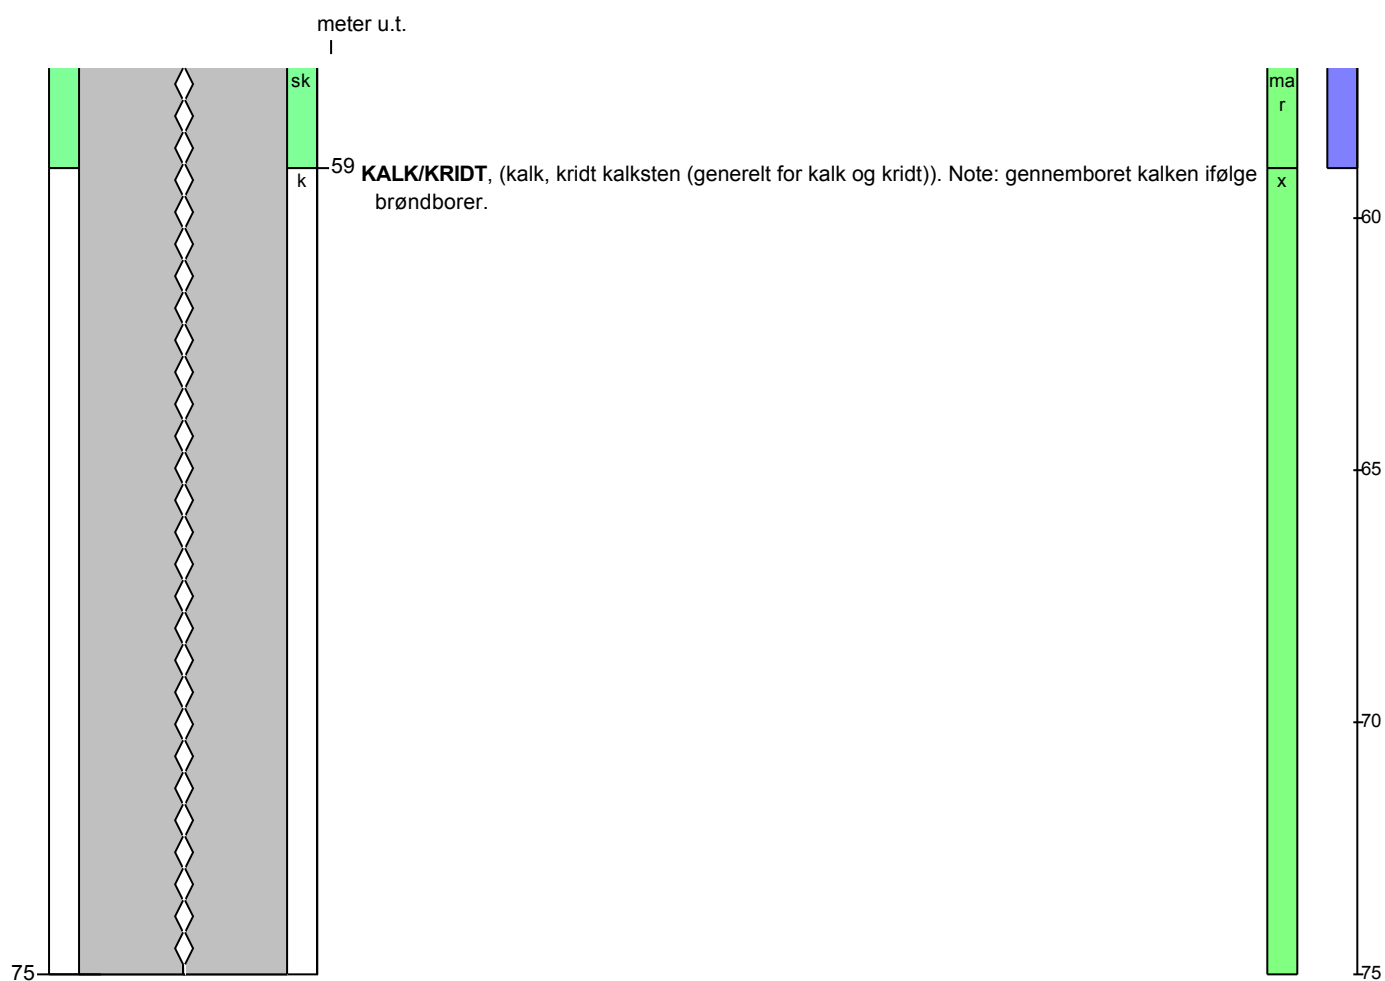 meter u.t.
sk
ma
r
59 KALK/KRIDT, (kalk, kridt kalksten (generelt for kalk og kridt)). Note: gennemboret kalken ifølge
brøndborer.
k
x
60
65
70
75
75